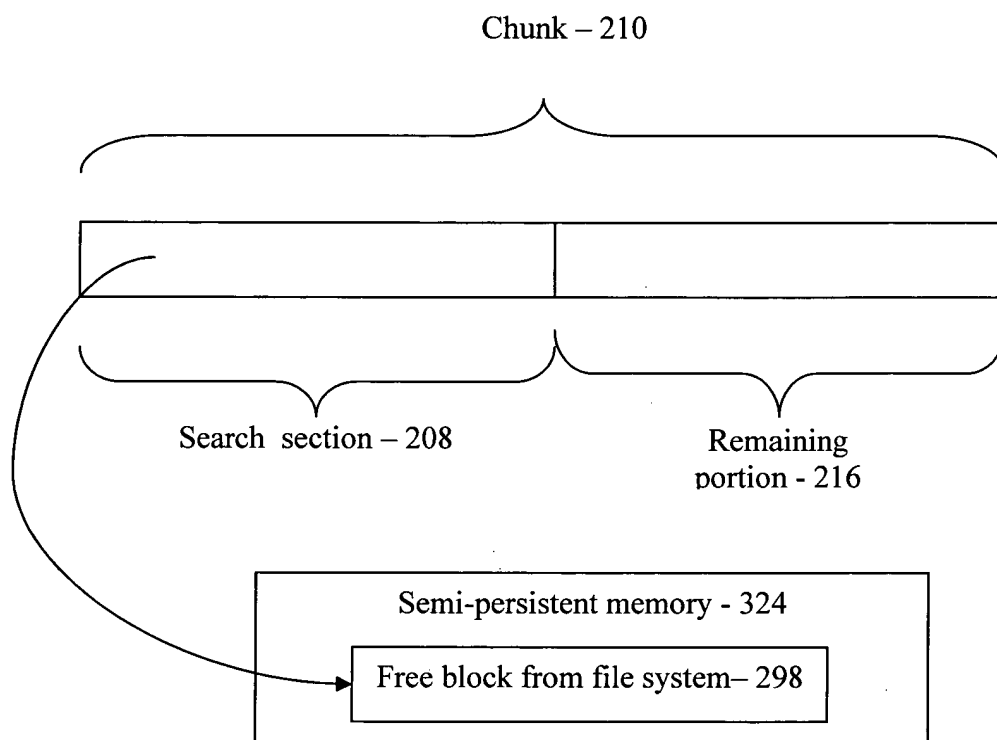 Chunk – 210
Search section – 208
Remaining
portion - 216
Semi-persistent memory - 324
Free block from file system– 298